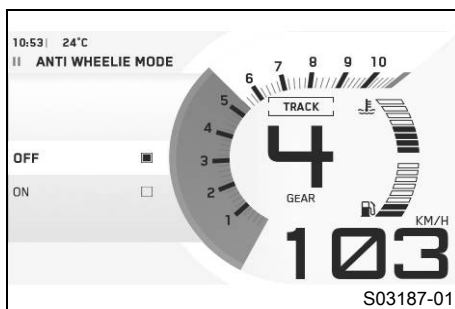 10:53| 24°C
II ANTI WHEELIE MODE
OFF
ON
1
2
3
4
5
6
7
8
9
10
TRACK
4
GEAR
KM/H
103
S03187-01